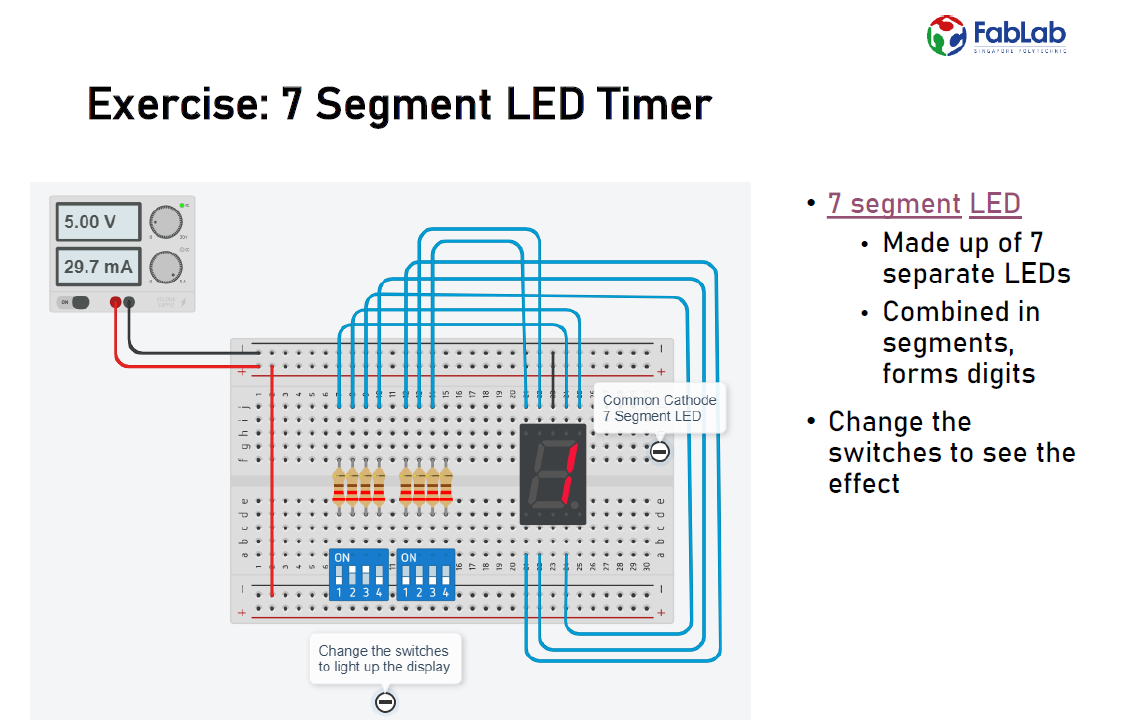 FabLab
SINGAPORE POLYTECHNIC
Exercise: 7 Segment LED Timer
5.00 V
29.7 mA
ON
Common Cathode
7 Segment LED
a b c d e f g h i j
ON
1 2 3 4
ON
1 2 3 4
Change the switches
to light up the display
• 7 segment LED
• Made up of 7
separate LEDs
• Combined in
segments,
forms digits
• Change the
switches to see the
effect